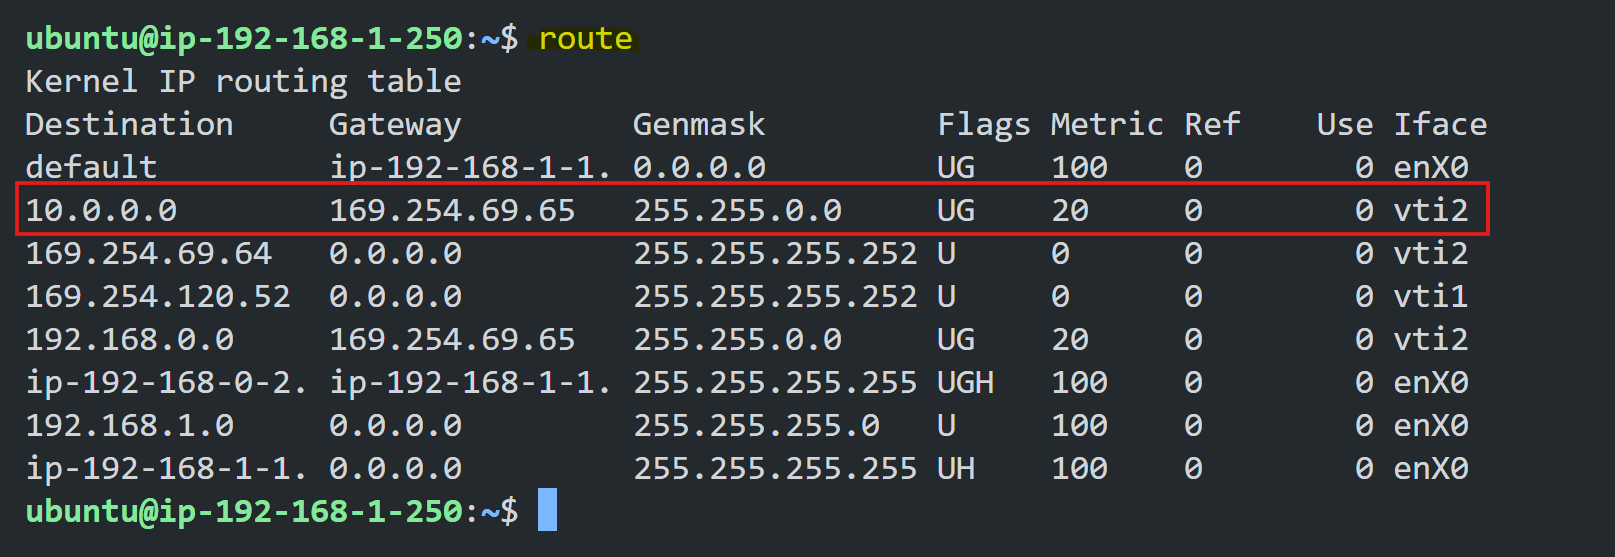 ubuntu@ip-192-168-1-250:~$ route
Kernel IP routing table
Destination     Gateway         Genmask         Flags Metric Ref    Use Iface
default         ip-192-168-1-1. 0.0.0.0         UG    100    0        0 enX0
10.0.0.0        169.254.69.65   255.255.0.0     UG    20     0        0 vti2
169.254.69.64   0.0.0.0         255.255.255.252 U     0      0        0 vti2
169.254.120.52  0.0.0.0         255.255.255.252 U     0      0        0 vti1
192.168.0.0     169.254.69.65   255.255.0.0     UG    20     0        0 vti2
ip-192-168-0-2. ip-192-168-1-1. 255.255.255.255 UGH   100    0        0 enX0
192.168.1.0     0.0.0.0         255.255.255.0   U     100    0        0 enX0
ip-192-168-1-1. 0.0.0.0         255.255.255.255 UH    100    0        0 enX0
ubuntu@ip-192-168-1-250:~$